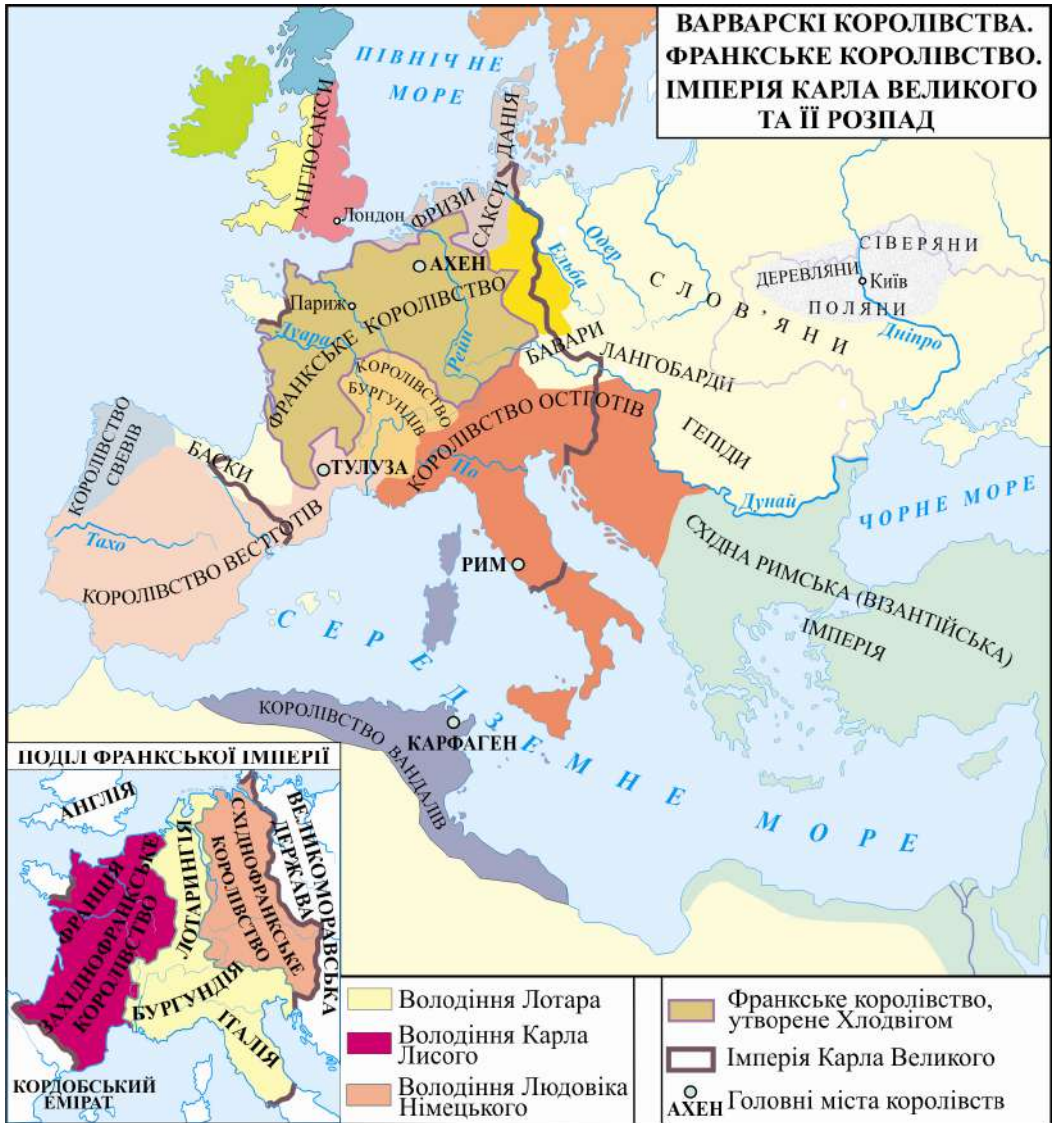 ВАРВАРСКІ КОРОЛІВСТВА.
ФРАНКСЬКЕ КОРОЛІВСТВО.
ІМПЕРІЯ КАРЛА ВЕЛИКОГО
ТА ЇЇ РОЗПАД
ПІВНІЧНЕ
МОРЕ
ДАНІЯ
АНГЛОСАКСИ
Лондон
ФРИЗИ
САКСИ
АХЕН
Ельба
Одер
СЛОВ’ЯНИ
СІВЕРЯНИ
ДЕРЕВЛЯНИ
Київ
ПОЛЯНИ
Дніпро
Париж
Луара
Рейн
ФРАНКСЬКЕ КОРОЛІВСТВО
БАВАРИ
ЛАНГОБАРДИ
ГЕПІДИ
КОРОЛІВСТВО
БУРГУНДІВ
КОРОЛІВСТВО ОСТГОТІВ
По
Дунай
ЧОРНЕ МОРЕ
КОРОЛІВСТВО
СВЕВІВ
БАСКИ
ТУЛУЗА
Тахо
КОРОЛІВСТВО ВЕСТГОТІВ
РИМ
СХІДНА РИМСЬКА (ВІЗАНТІЙСЬКА)
ІМПЕРІЯ
СЕРЕДЗЕМНЕ МОРЕ
КОРОЛІВСТВО
ВАНДАЛІВ
КАРФАГЕН
ПОДІЛ ФРАНКСЬКОЇ ІМПЕРІЇ
АНГЛІЯ
ФРАНЦІЯ
ЗАХІДНОФРАНКСЬКЕ
КОРОЛІВСТВО
ЛОТАРИНГІЯ
СХІДНОФРАНКСЬКЕ
КОРОЛІВСТВО
ВЕЛИКОМОРАВСЬКА
ДЕРЖАВА
БУРГУНДІЯ
ІТАЛІЯ
КОРДОБСЬКИЙ
ЕМІРАТ
Володіння Лотара
Володіння Карла
Лисого
Володіння Людовіка
Німецького
Франкське королівство,
утворене Хлодвігом
Імперія Карла Великого
АХЕН
Головні міста королівств